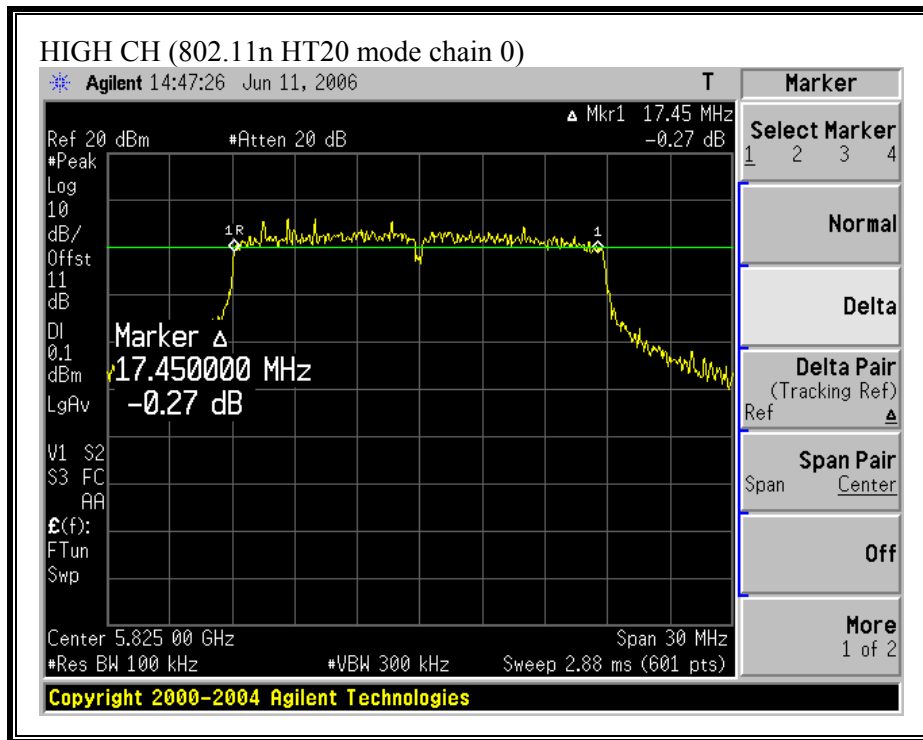 HIGH CH (802.11n HT20 mode chain 0)
Agilent 14:47:26 Jun 11, 2006 T
Marker
Δ Mkr1 17.45 MHz
Ref 20 dBm #Atten 20 dB -0.27 dB
#Peak
Log
10
dB/
Offst
11
dB
DI
0.1
dBm
LgAv
V1 S2
S3 FC
AA
£(f):
FTun
Swp
1R
1
Marker Δ
17.450000 MHz
-0.27 dB
Center 5.825 00 GHz Span 30 MHz
#Res BW 100 kHz #VBW 300 kHz Sweep 2.88 ms (601 pts)
Select Marker
1 2 3 4
Normal
Delta
Delta Pair
(Tracking Ref)
Ref Δ
Span Pair
Span Center
Off
More
1 of 2
Copyright 2000-2004 Agilent Technologies